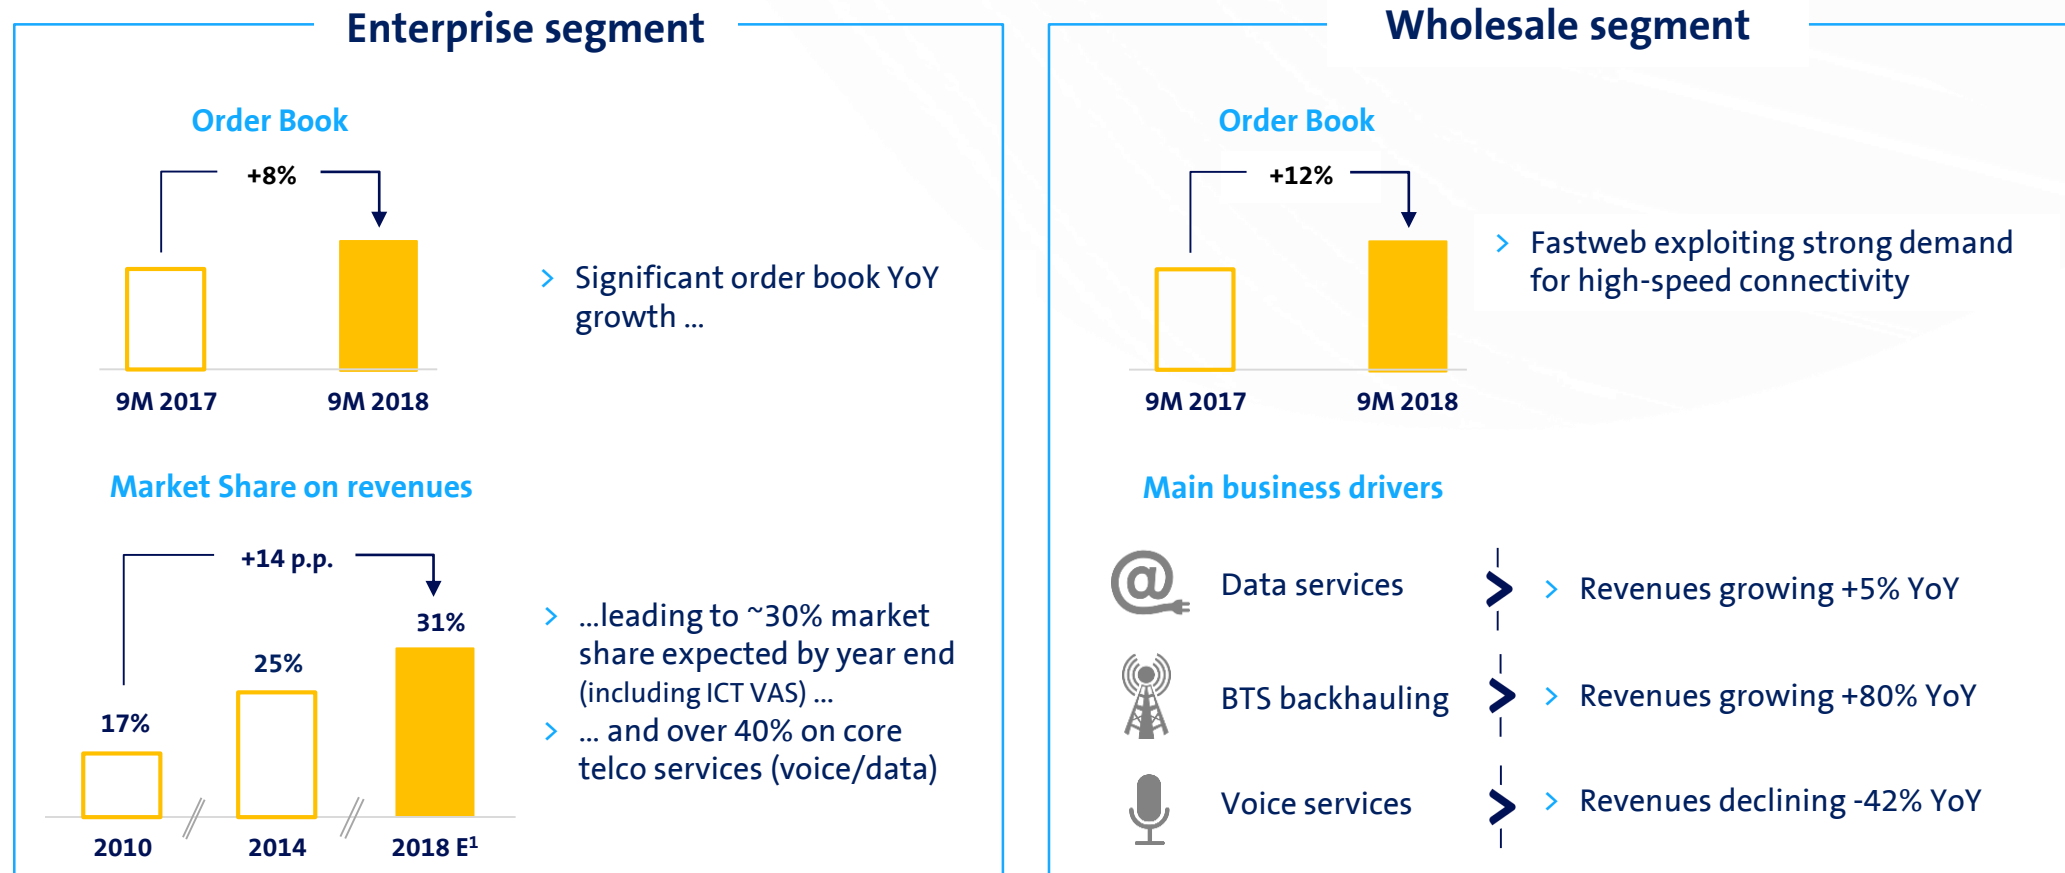 Enterprise segment
Order Book
+8%
9M 2017
9M 2018
> Significant order book YoY
growth ...
Market Share on revenues
+14 p.p.
17%
25%
31%
2010
2014
2018 E¹
> ...leading to ~30% market
share expected by year end
(including ICT VAS) ...
> ... and over 40% on core
telco services (voice/data)
Wholesale segment
Order Book
+12%
9M 2017
9M 2018
> Fastweb exploiting strong demand
for high-speed connectivity
Main business drivers
Data services
> Revenues growing +5% YoY
BTS backhauling
> Revenues growing +80% YoY
Voice services
> Revenues declining -42% YoY